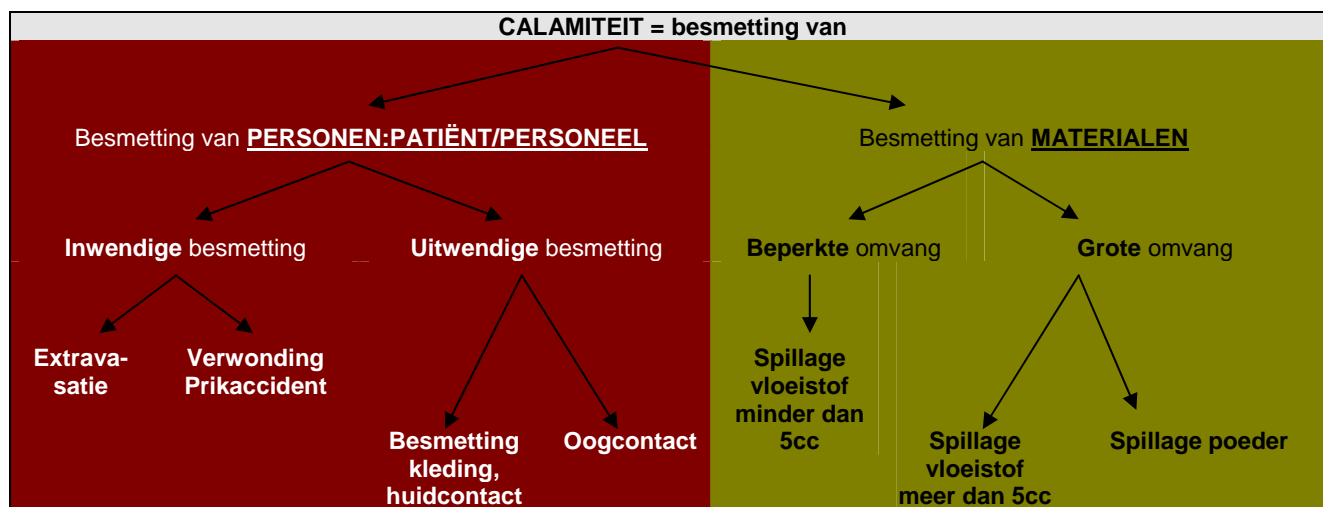 CALAMITEIT = besmetting van
Besmetting van PERSONEN:PATIËNT/PERSONEEL
Besmetting van MATERIALEN
Inwendige besmetting
Uitwendige besmetting
Beperkte omvang
Grote omvang
Extrava-
satie
Verwonding
Prikaccident
Besmetting
kleding,
huidcontact
Oogcontact
Spillage
vloeistof
minder dan
5cc
Spillage
vloeistof
meer dan 5cc
Spillage poeder